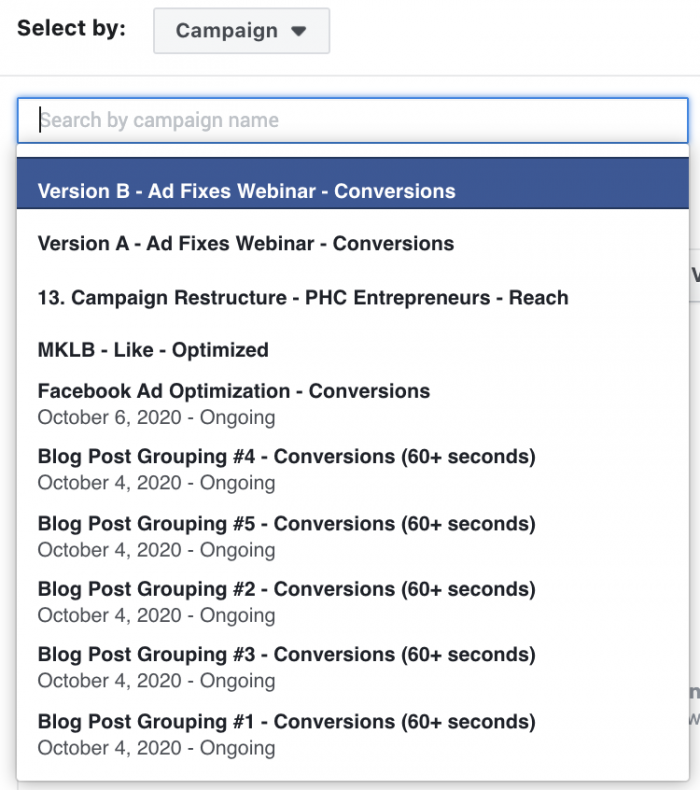 Select by:
Campaign
Search by campaign name
Version B - Ad Fixes Webinar - Conversions
Version A - Ad Fixes Webinar - Conversions
13. Campaign Restructure - PHC Entrepreneurs - Reach
MKLB - Like - Optimized
Facebook Ad Optimization - Conversions
October 6, 2020 - Ongoing
Blog Post Grouping #4 - Conversions (60+ seconds)
October 4, 2020 - Ongoing
Blog Post Grouping #5 - Conversions (60+ seconds)
October 4, 2020 - Ongoing
Blog Post Grouping #2 - Conversions (60+ seconds)
October 4, 2020 - Ongoing
Blog Post Grouping #3 - Conversions (60+ seconds)
October 4, 2020 - Ongoing
Blog Post Grouping #1 - Conversions (60+ seconds)
October 4, 2020 - Ongoing